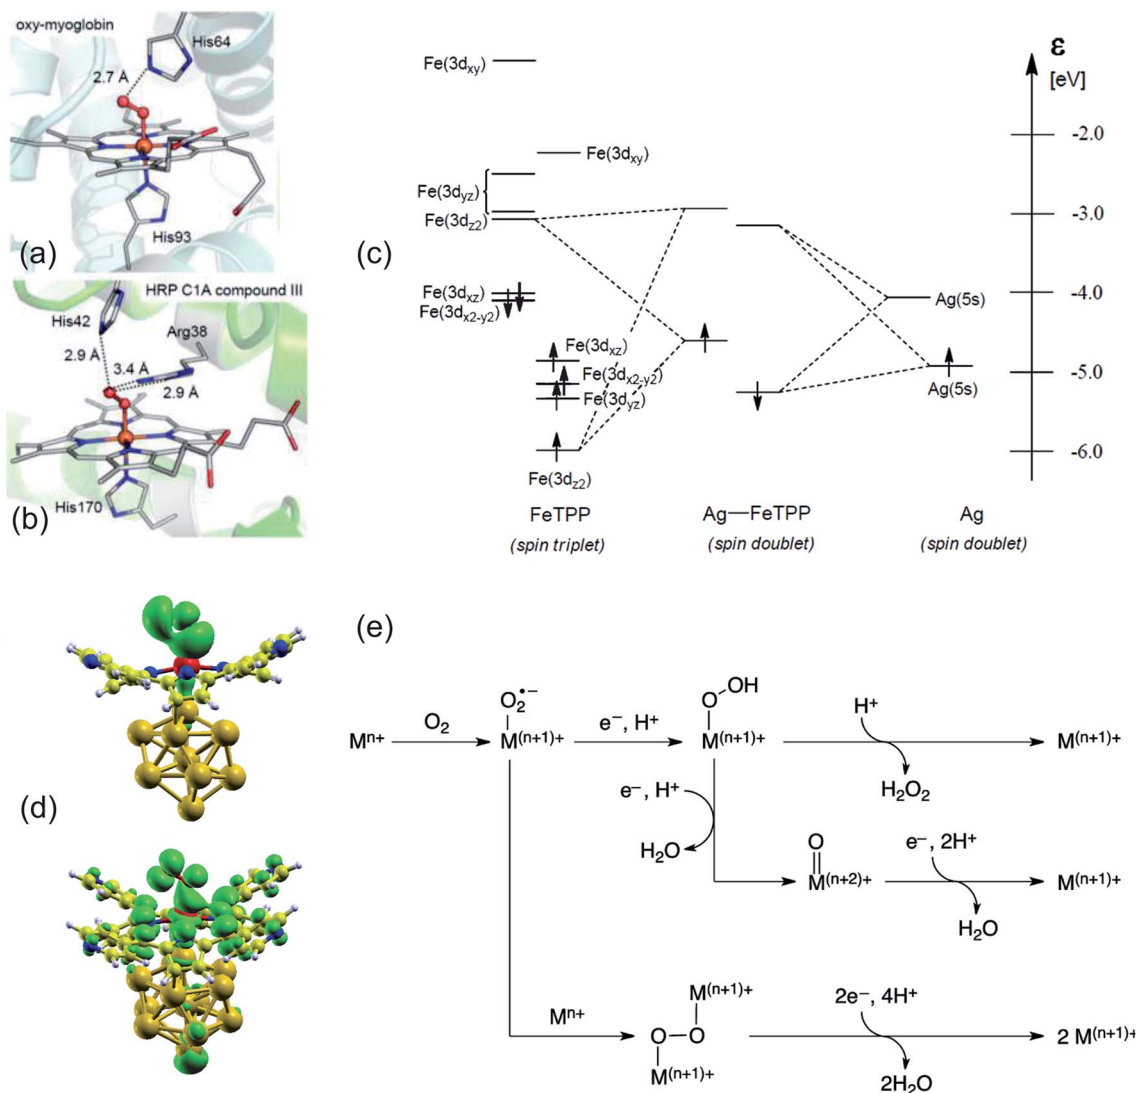 oxy-myoglobin
His64
2.7 Å
His93
(a)
HRP C1A compound III
His42
Arg38
2.9 Å
3.4 Å
2.9 Å
His170
(b)
(c)
ε
[eV]
Fe(3dxy)
-2.0
Fe(3dxy)
Fe(3dyz)
Fe(3dz2)
-3.0
Fe(3dxz)
Fe(3dx2-y2)
-4.0
Ag(5s)
Fe(3dxz)
Fe(3dx2-y2)
Fe(3dyz)
-5.0
Ag(5s)
-6.0
Fe(3dz2)
FeTPP
Ag—FeTPP
Ag
(spin triplet)
(spin doublet)
(spin doublet)
(d)
(e)
Mn+
O2
O2•−
M(n+1)+
e−, H+
O
OH
M(n+1)+
H+
H2O2
M(n+1)+
e−, H+
H2O
O
M(n+2)+
e−, 2H+
H2O
M(n+1)+
Mn+
M(n+1)+
O—O
M(n+1)+
2e−, 4H+
2H2O
2 M(n+1)+